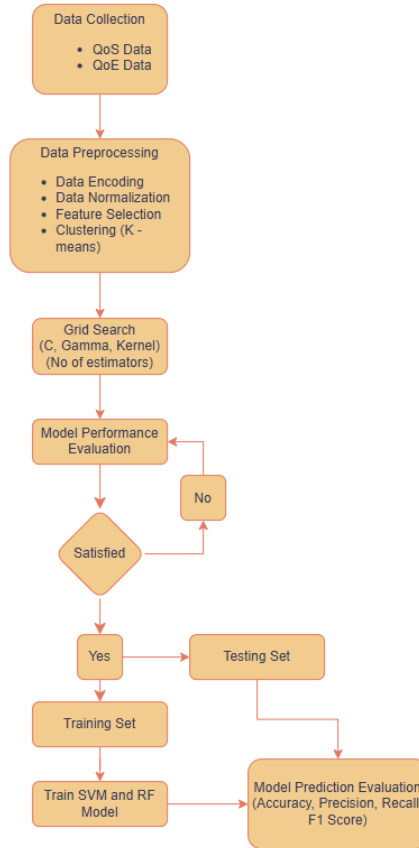 Data Collection
• QoS Data
• QoE Data
Data Preprocessing
• Data Encoding
• Data Normalization
• Feature Selection
• Clustering (K -
means)
Grid Search
(C, Gamma, Kernel)
(No of estimators)
Model Performance
Evaluation
No
Satisfied
Yes
Testing Set
Training Set
Train SVM and RF
Model
Model Prediction Evaluation
(Accuracy, Precision, Recall
F1 Score)